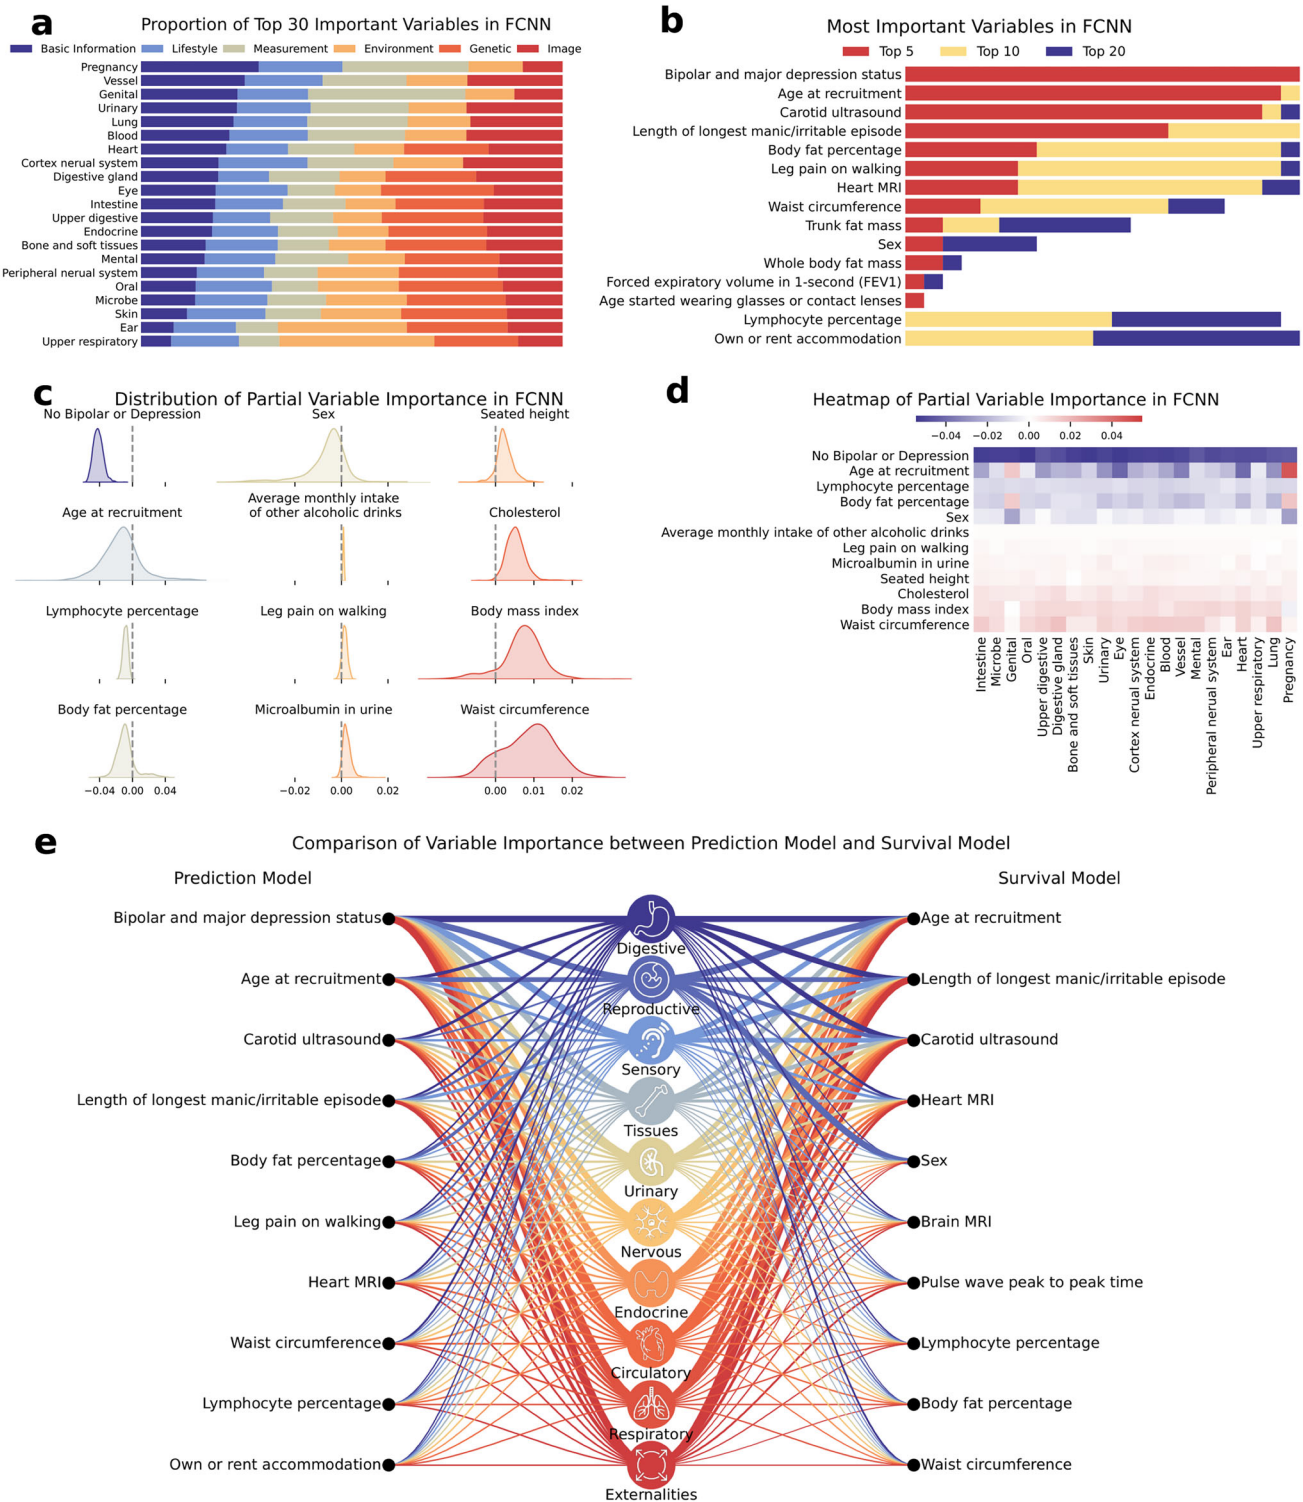 a
Proportion of Top 30 Important Variables in FCNN
Basic Information
Lifestyle
Measurement
Environment
Genetic
Image
Pregnancy
Vessel
Genital
Urinary
Lung
Blood
Heart
Cortex nerual system
Digestive gland
Eye
Intestine
Upper digestive
Endocrine
Bone and soft tissues
Mental
Peripheral nerual system
Oral
Microbe
Skin
Ear
Upper respiratory
b
Most Important Variables in FCNN
Top 5
Top 10
Top 20
Bipolar and major depression status
Age at recruitment
Carotid ultrasound
Length of longest manic/irritable episode
Body fat percentage
Leg pain on walking
Heart MRI
Waist circumference
Trunk fat mass
Sex
Whole body fat mass
Forced expiratory volume in 1-second (FEV1)
Age started wearing glasses or contact lenses
Lymphocyte percentage
Own or rent accommodation
c
Distribution of Partial Variable Importance in FCNN
No Bipolar or Depression
Sex
Seated height
Age at recruitment
Average monthly intake
of other alcoholic drinks
Cholesterol
Lymphocyte percentage
Leg pain on walking
Body mass index
Body fat percentage
Microalbumin in urine
Waist circumference
−0.04 0.00 0.04
−0.02 0.00 0.02
0.00 0.01 0.02
d
Heatmap of Partial Variable Importance in FCNN
−0.04 −0.02 0.00 0.02 0.04
No Bipolar or Depression
Age at recruitment
Lymphocyte percentage
Body fat percentage
Sex
Average monthly intake of other alcoholic drinks
Leg pain on walking
Microalbumin in urine
Seated height
Cholesterol
Body mass index
Waist circumference
Intestine
Microbe
Genital
Oral
Upper digestive
Digestive gland
Bone and soft tissues
Skin
Urinary
Eye
Cortex nerual system
Endocrine
Blood
Vessel
Mental
Peripheral nerual system
Ear
Heart
Upper respiratory
Lung
Pregnancy
e
Comparison of Variable Importance between Prediction Model and Survival Model
Prediction Model
Bipolar and major depression status
Age at recruitment
Carotid ultrasound
Length of longest manic/irritable episode
Body fat percentage
Leg pain on walking
Heart MRI
Waist circumference
Lymphocyte percentage
Own or rent accommodation
Digestive
Reproductive
Sensory
Tissues
Urinary
Nervous
Endocrine
Circulatory
Respiratory
Externalities
Survival Model
Age at recruitment
Length of longest manic/irritable episode
Carotid ultrasound
Heart MRI
Sex
Brain MRI
Pulse wave peak to peak time
Lymphocyte percentage
Body fat percentage
Waist circumference